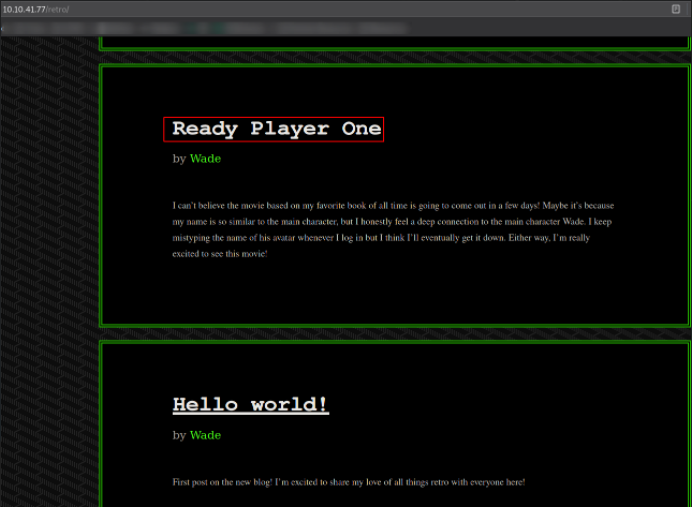 10.10.41.77/retro/
Ready Player One
by Wade
I can't believe the movie based on my favorite book of all time is going to come out in a few days! Maybe it's because
my name is so similar to the main character, but I honestly feel a deep connection to the main character Wade. I keep
mistyping the name of his avatar whenever I log in but I think I'll eventually get it down. Either way, I'm really
excited to see this movie!
Hello world!
by Wade
First post on the new blog! I'm excited to share my love of all things retro with everyone here!